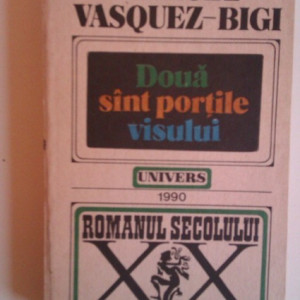 VASQUEZ-BIGI
Două
sînt porțile
visului
UNIVERS
1990
ROMANUL SECOLULUI
XX